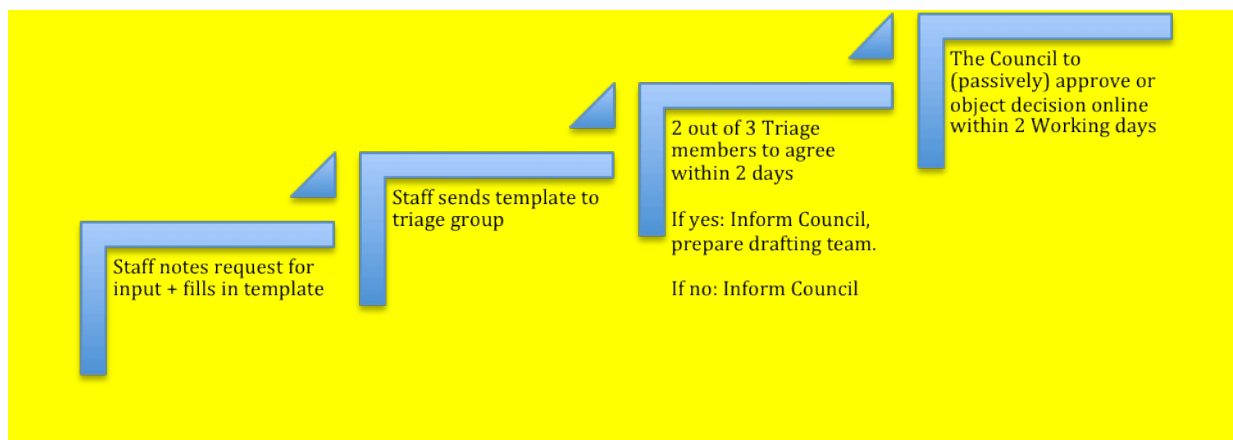 Staff notes request for
input + fills in template
Staff sends template to
triage group
2 out of 3 Triage
members to agree
within 2 days
If yes: Inform Council,
prepare drafting team.
If no: Inform Council
The Council to
(passively) approve or
object decision online
within 2 Working days